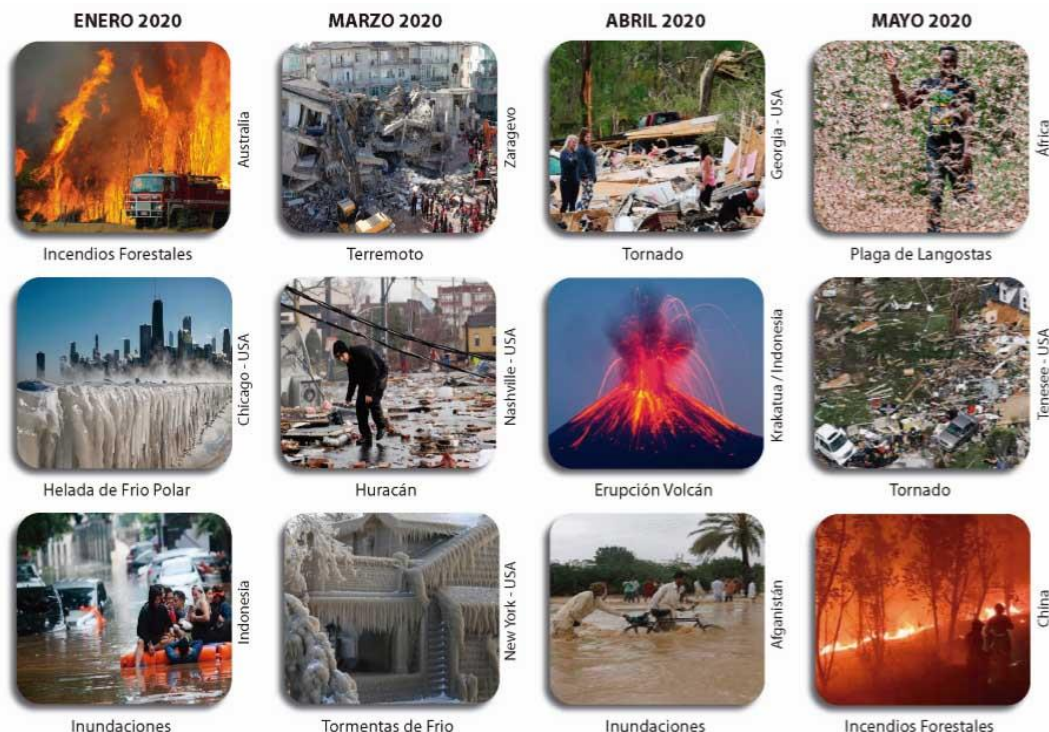 ENERO 2020
MARZO 2020
ABRIL 2020
MAYO 2020
Australia
Zaragevo
Georgia - USA
África
Incendios Forestales
Terremoto
Tornado
Plaga de Langostas
Chicago - USA
Nashville - USA
Krakatua / Indonesia
Tenesee - USA
Helada de Frio Polar
Huracán
Erupción Volcán
Tornado
Indonesia
New York - USA
Afganistán
China
Inundaciones
Tormentas de Frio
Inundaciones
Incendios Forestales